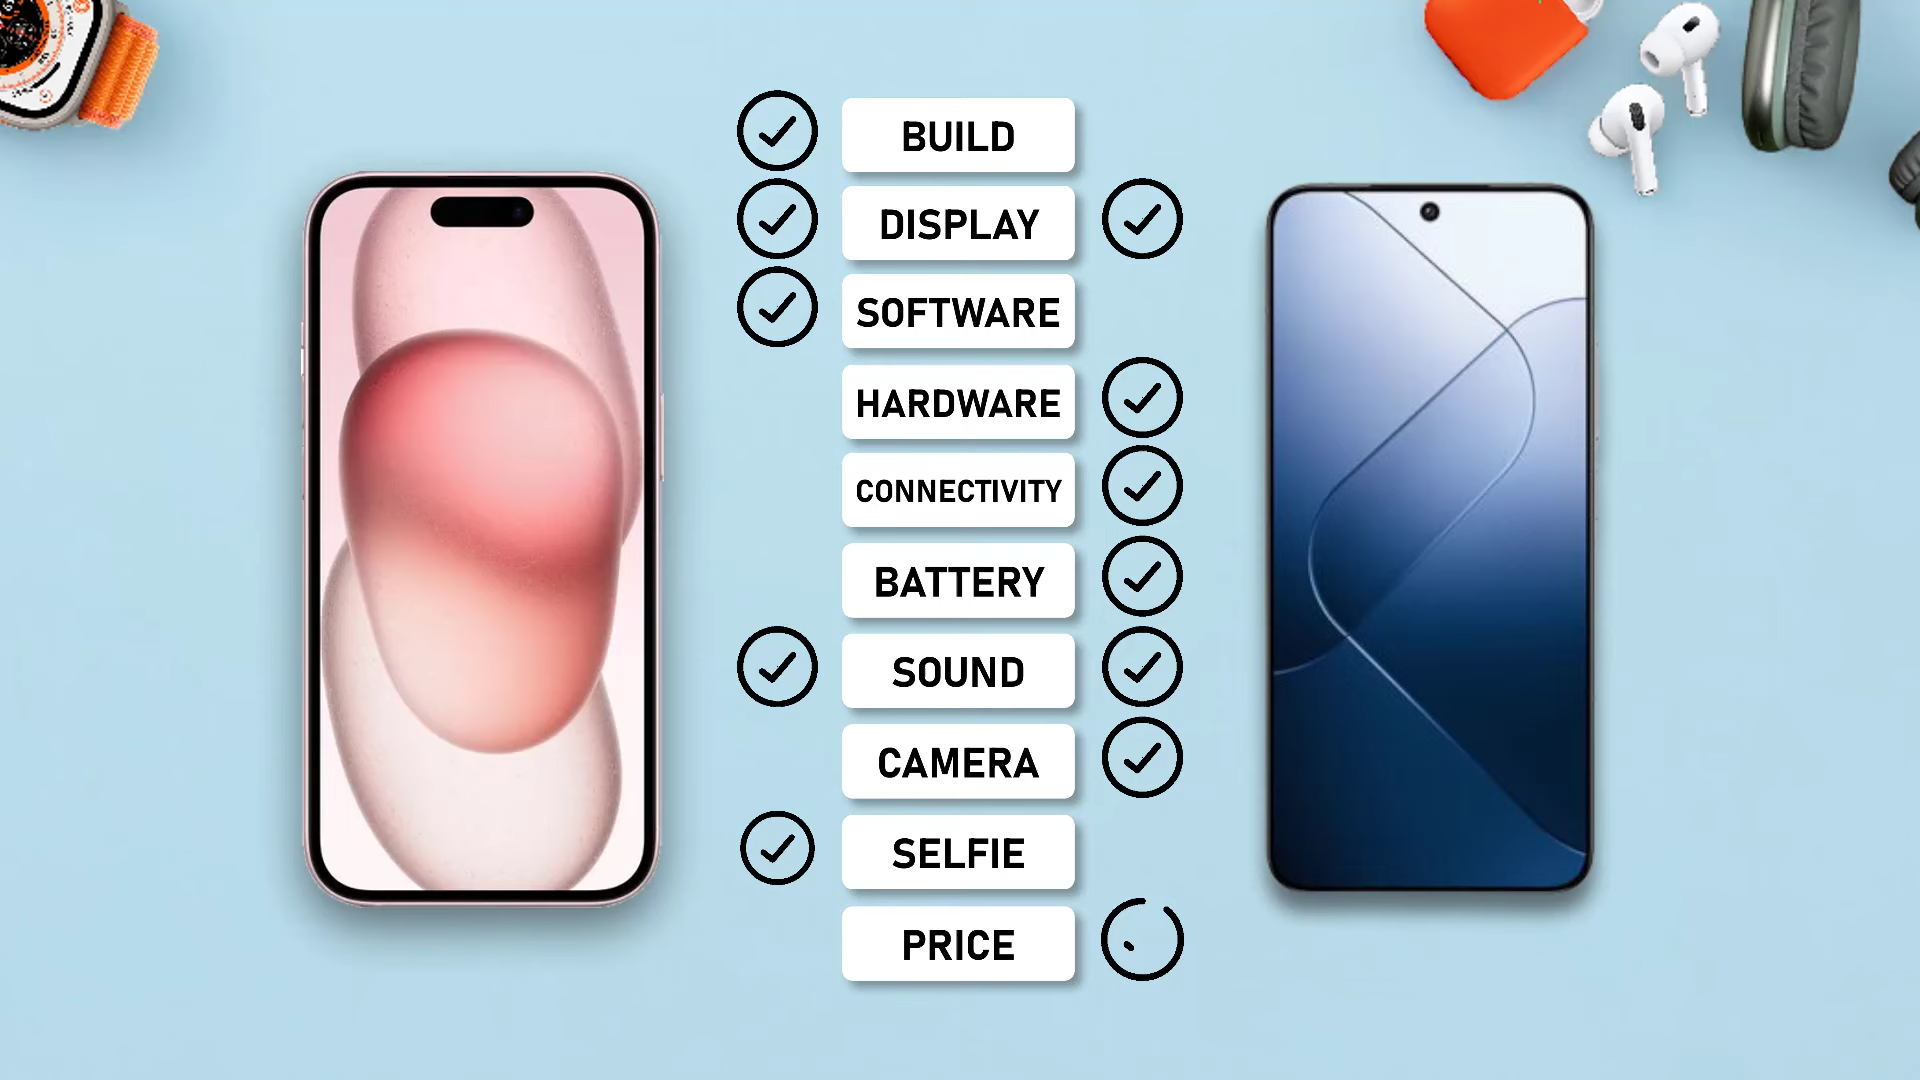 BUILD
DISPLAY
SOFTWARE
HARDWARE
CONNECTIVITY
BATTERY
SOUND
CAMERA
SELFIE
PRICE